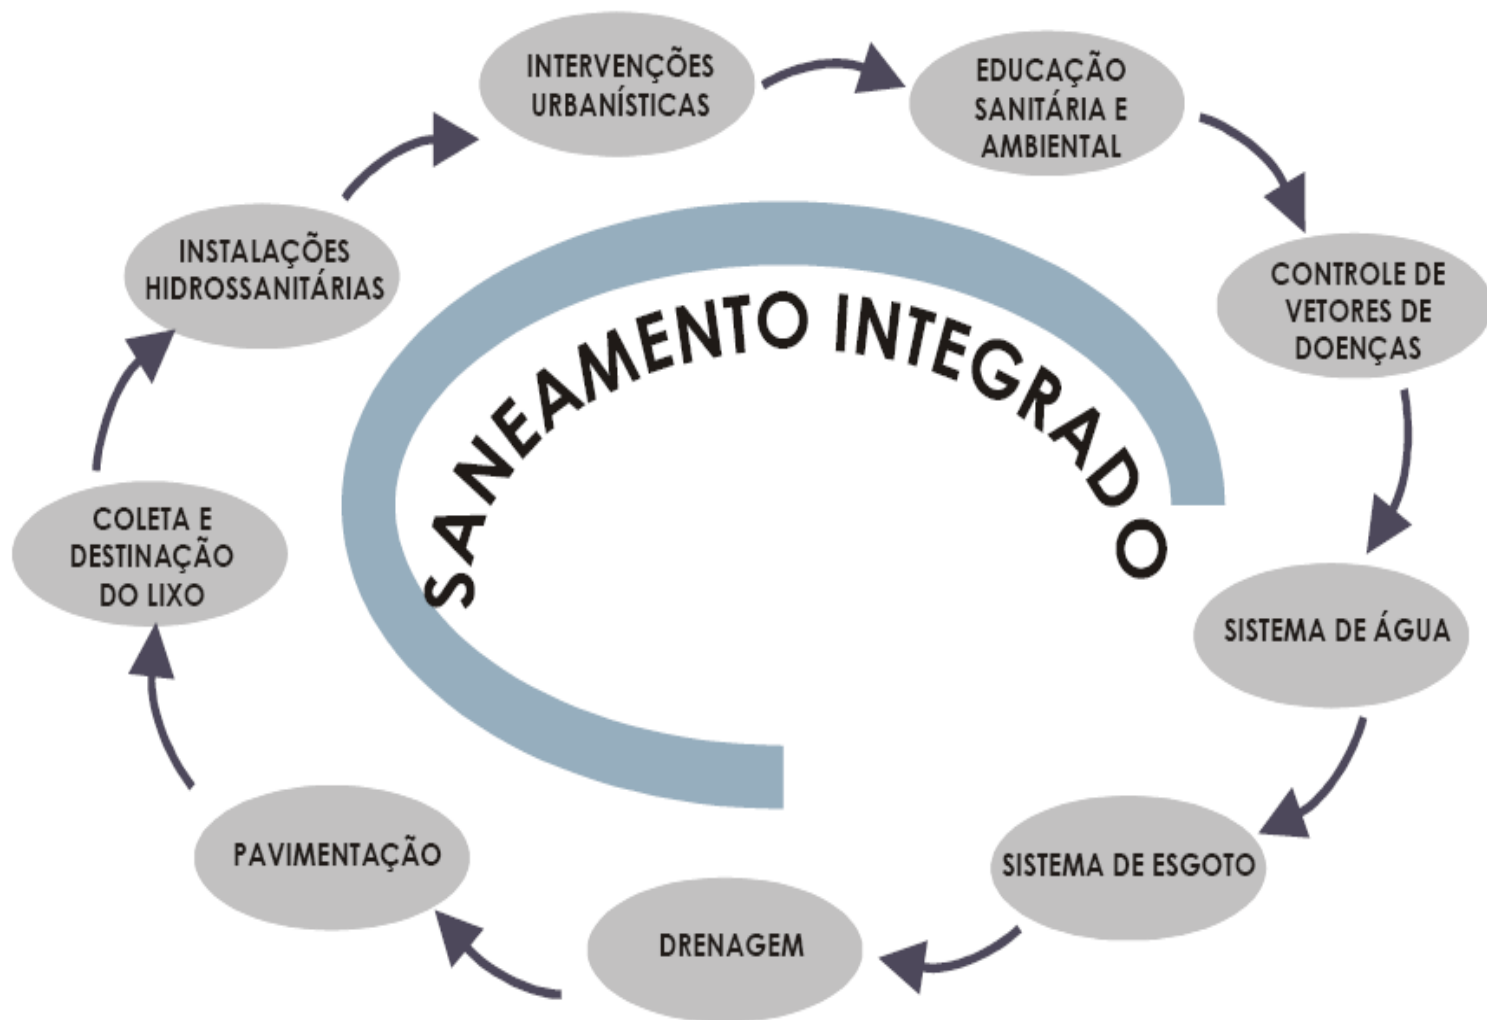 INTERVENÇÕES
URBANÍSTICAS
EDUCAÇÃO
SANITÁRIA E
AMBIENTAL
CONTROLE DE
VETORES DE
DOENÇAS
SISTEMA DE ÁGUA
SISTEMA DE ESGOTO
DRENAGEM
PAVIMENTAÇÃO
COLETA E
DESTINAÇÃO
DO LIXO
INSTALAÇÕES
HIDROSSANITÁRIAS
SANEAMENTO INTEGRADO